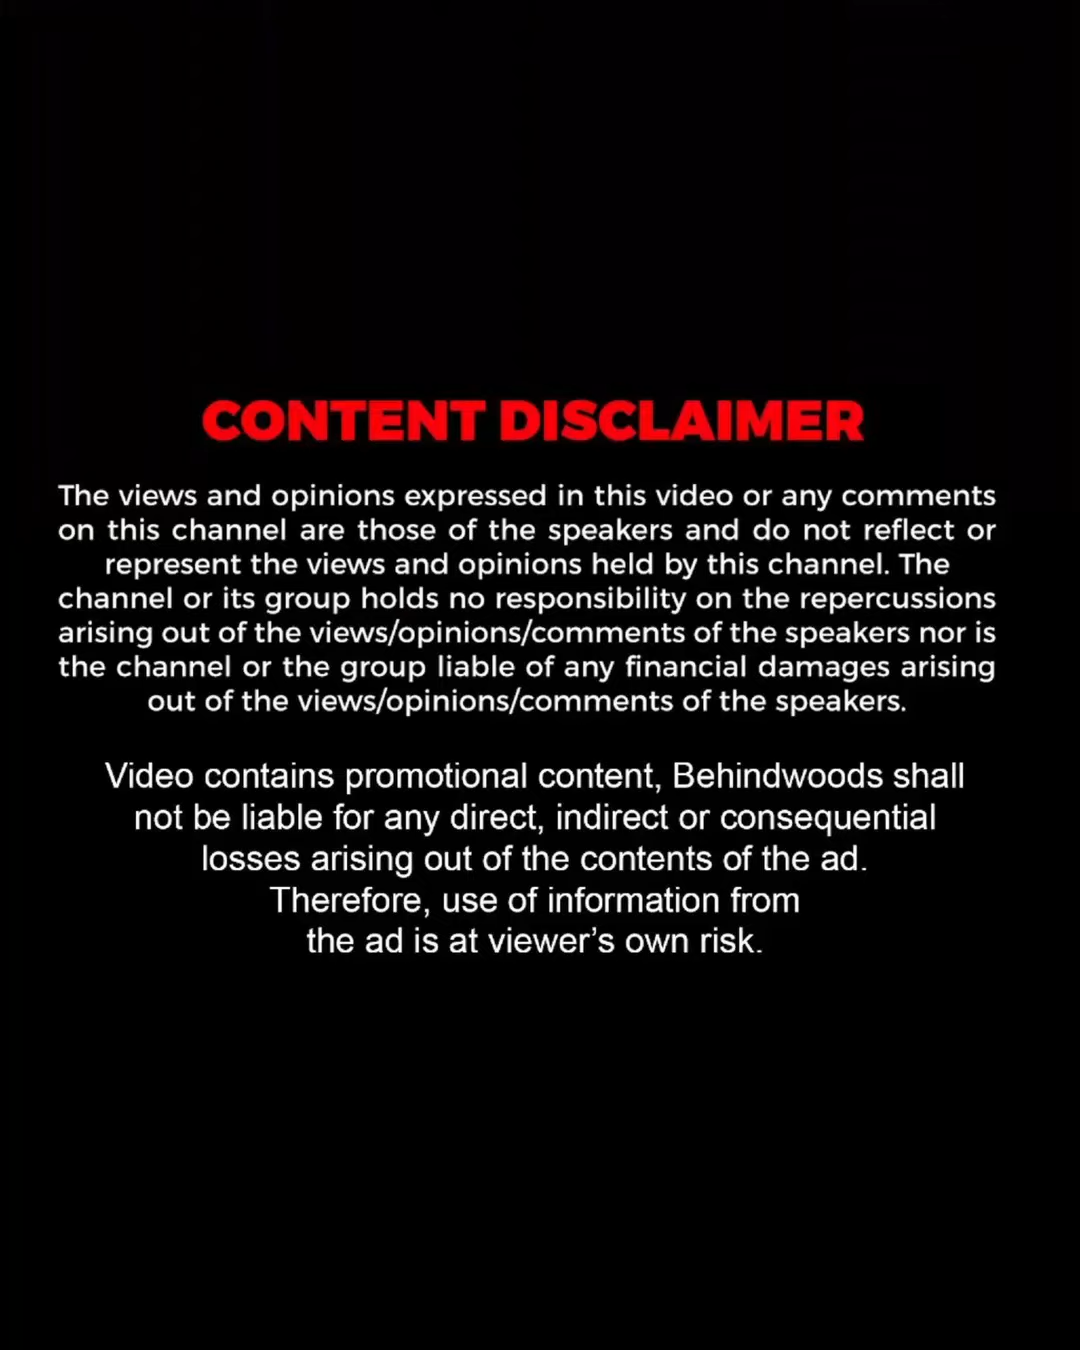 CONTENT DISCLAIMER
The views and opinions expressed in this video or any comments
on this channel are those of the speakers and do not reflect or
represent the views and opinions held by this channel. The
channel or its group holds no responsibility on the repercussions
arising out of the views/opinions/comments of the speakers nor is
the channel or the group liable of any financial damages arising
out of the views/opinions/comments of the speakers.
Video contains promotional content, Behindwoods shall
not be liable for any direct, indirect or consequential
losses arising out of the contents of the ad.
Therefore, use of information from
the ad is at viewer’s own risk.